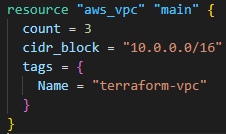 resource "aws_vpc" "main" {
  count = 3
  cidr_block = "10.0.0.0/16"
  tags = {
    Name = "terraform-vpc"
  }
}